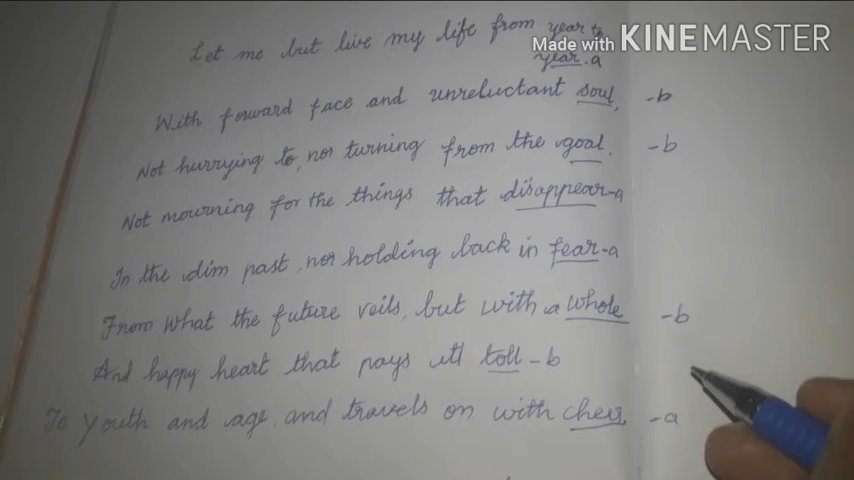 Let me but live my life from year to
year.a
Made with KINEMASTER
With forward face and unreluctant soul, -b
Not hurrying to, nor turning from the goal. -b
Not mourning for the things that disappear-a
In the dim past, nor holding back in fear-a
From what the future veils, but with a whole -b
And happy heart that pays its toll-b
To youth and age, and travels on with cheer, -a